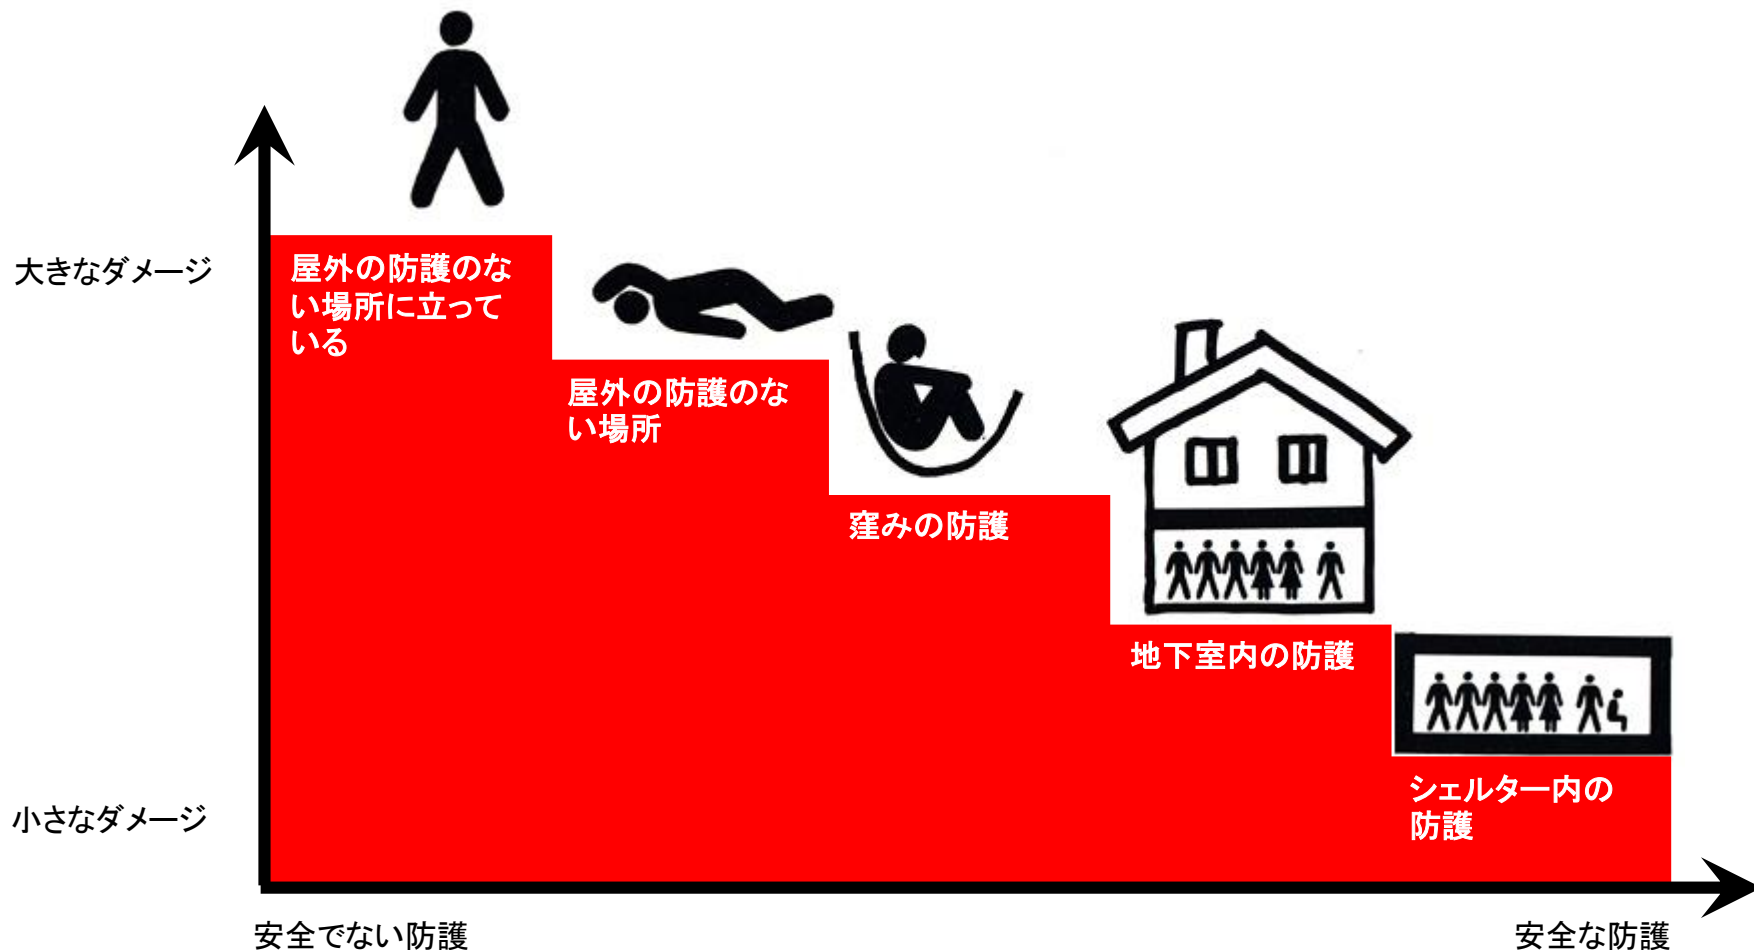 大きなダメージ
屋外の防護のな
い場所に立って
いる
屋外の防護のな
い場所
窪みの防護
地下室内の防護
シェルター内の
防護
小さなダメージ
安全でない防護
安全な防護